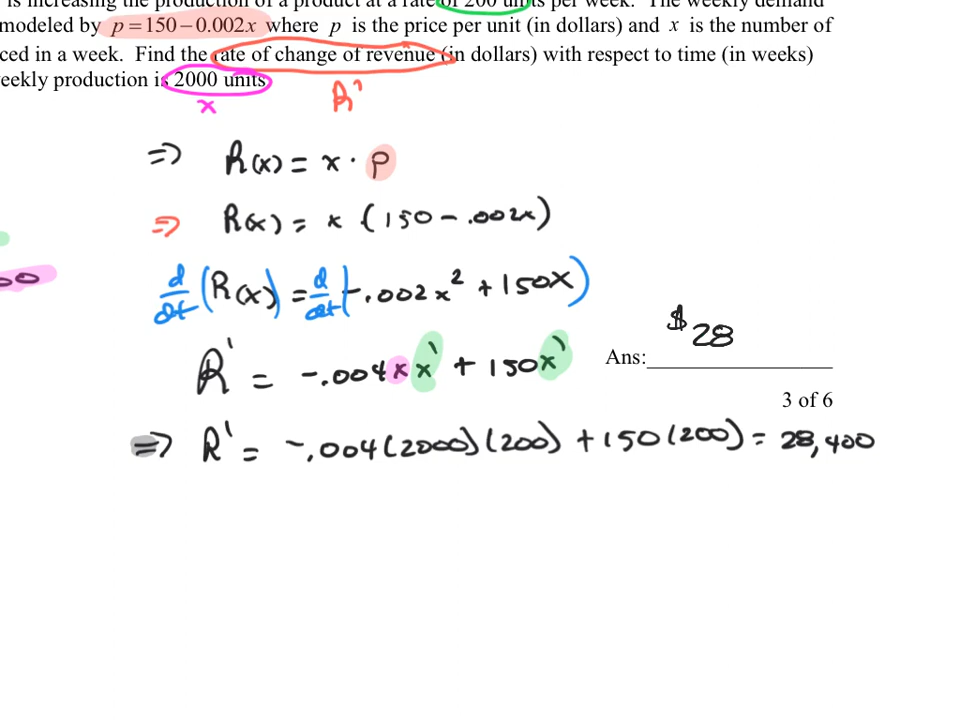 is increasing the production of a product at a rate of 200 units per week. The weekly demand
modeled by p = 150 − 0.002x where p is the price per unit (in dollars) and x is the number of
ced in a week. Find the rate of change of revenue (in dollars) with respect to time (in weeks)
eekly production is 2000 units
x R'
⇒ R(x) = x · p
⇒ R(x) = x (150 - .002x)
00
d/dt (R(x)) = d/dt (-.002x² + 150x)
$28
R' = -.004xx' + 150x'
Ans:
3 of 6
⇒ R' = -.004(2000)(200) + 150(200) = 28,400